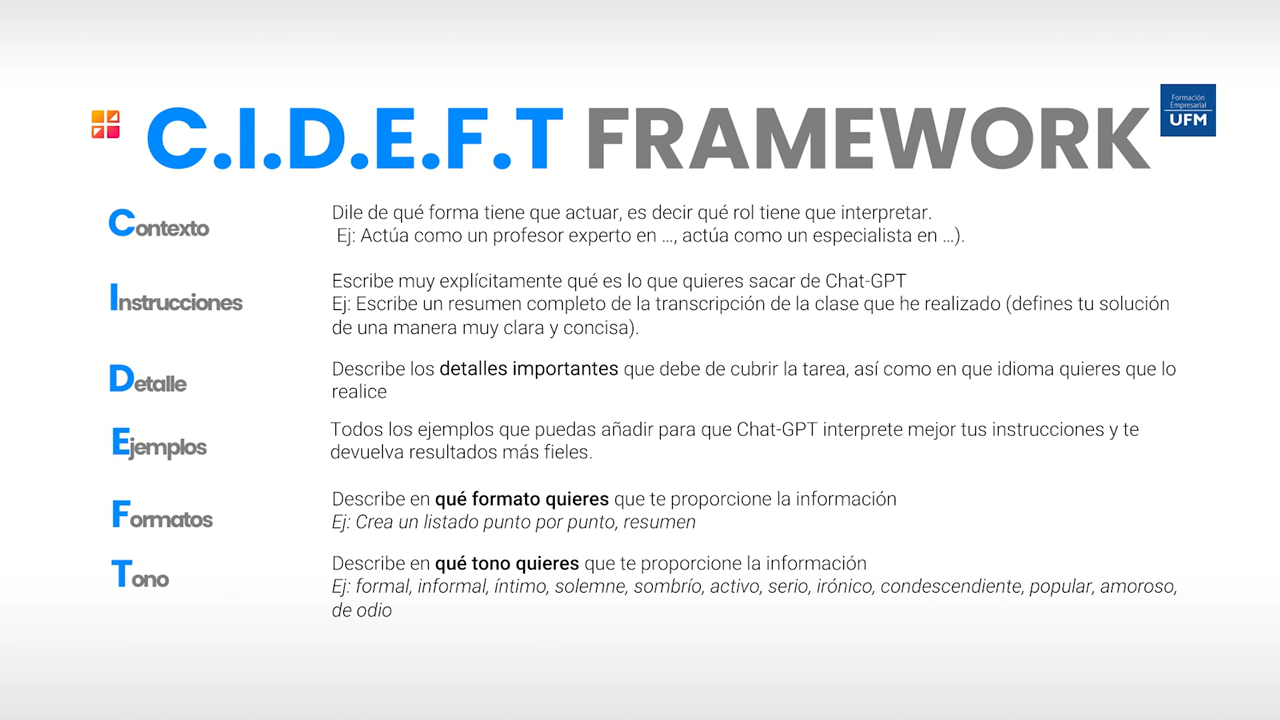 C.I.D.E.F.T FRAMEWORK
Formación
Empresarial
UFM
Contexto
Dile de qué forma tiene que actuar, es decir qué rol tiene que interpretar.
Ej: Actúa como un profesor experto en ..., actúa como un especialista en ...).
Instrucciones
Escribe muy explícitamente qué es lo que quieres sacar de Chat-GPT
Ej: Escribe un resumen completo de la transcripción de la clase que he realizado (defines tu solución
de una manera muy clara y concisa).
Detalle
Describe los detalles importantes que debe de cubrir la tarea, así como en que idioma quieres que lo
realice
Ejemplos
Todos los ejemplos que puedas añadir para que Chat-GPT interprete mejor tus instrucciones y te
devuelva resultados más fieles.
Formatos
Describe en qué formato quieres que te proporcione la información
Ej: Crea un listado punto por punto, resumen
Tono
Describe en qué tono quieres que te proporcione la información
Ej: formal, informal, íntimo, solemne, sombrío, activo, serio, irónico, condescendiente, popular, amoroso,
de odio